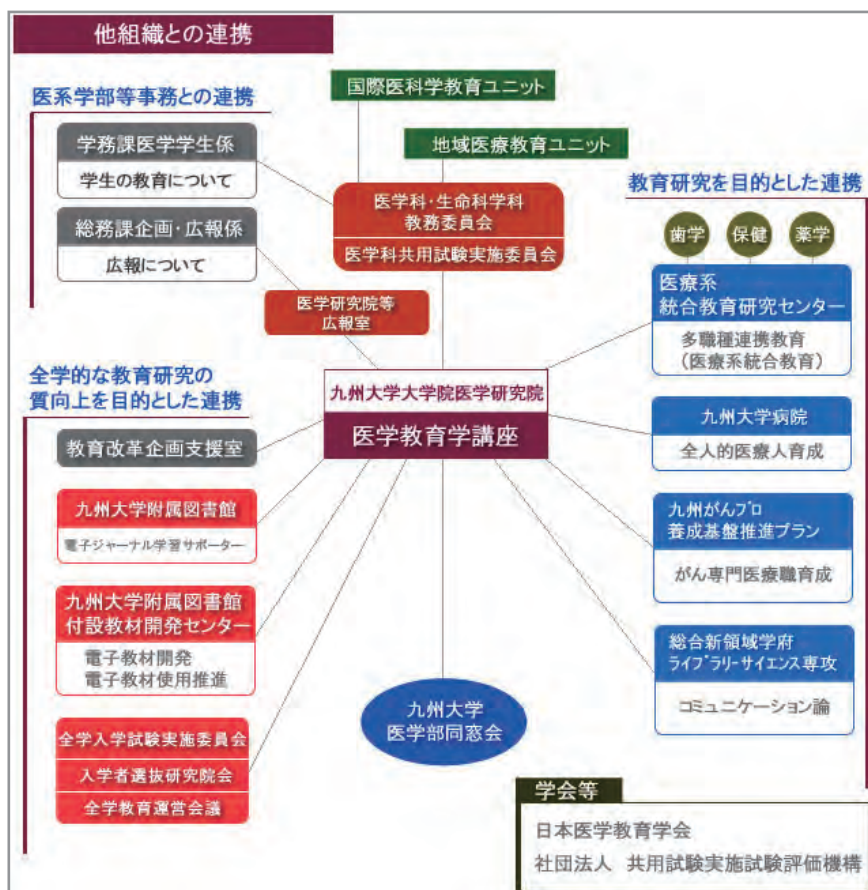 他組織との連携
医系学部等事務との連携
学務課医学学生係
学生の教育について
総務課企画・広報係
広報について
国際医科学教育ユニット
地域医療教育ユニット
医学科・生命科学科
教務委員会
医学科共用試験実施委員会
医学研究院等
広報室
教育研究を目的とした連携
歯学
保健
薬学
医療系
統合教育研究センター
多職種連携教育
（医療系統合教育）
九州大学病院
全人的医療人育成
九州がんプロ
養成基盤推進プラン
がん専門医療職育成
総合新領域学府
ライブラリーサイエンス専攻
コミュニケーション論
九州大学大学院医学研究院
医学教育学講座
全学的な教育研究の
質向上を目的とした連携
教育改革企画支援室
九州大学附属図書館
電子ジャーナル学習サポーター
九州大学附属図書館
付設教材開発センター
電子教材開発
電子教材使用推進
全学入学試験実施委員会
入学者選抜研究院会
全学教育運営会議
九州大学
医学部同窓会
学会等
日本医学教育学会
社団法人 共用試験実施試験評価機構